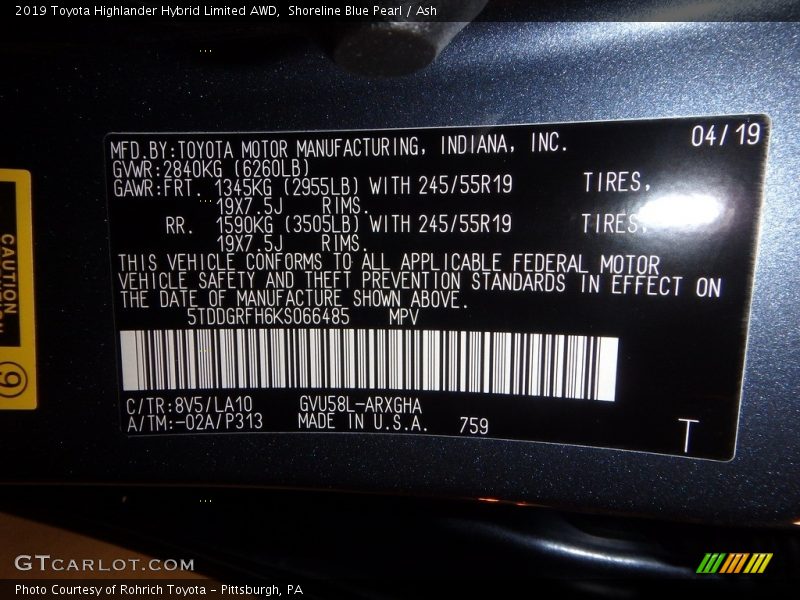 2019 Toyota Highlander Hybrid Limited AWD,  Shoreline Blue Pearl / Ash
04/19
MFD.BY:TOYOTA MOTOR MANUFACTURING, INDIANA, INC.
GVWR:2840KG (6260LB)
GAWR:FRT. 1345KG (2955LB) WITH 245/55R19 TIRES,
19X7.5J RIMS.
RR. 1590KG (3505LB) WITH 245/55R19 TIRES,
19X7.5J RIMS.
THIS VEHICLE CONFORMS TO ALL APPLICABLE FEDERAL MOTOR
VEHICLE SAFETY AND THEFT PREVENTION STANDARDS IN EFFECT ON
THE DATE OF MANUFACTURE SHOWN ABOVE.
5TDDGRFH6KS066485 MPV
C/TR:8V5/LA10 GVU58L-ARXGHA
A/TM:-02A/P313 MADE IN U.S.A. 759
T
CAUTION
GTCARLOT.COM
Photo Courtesy of Rohrich Toyota - Pittsburgh, PA